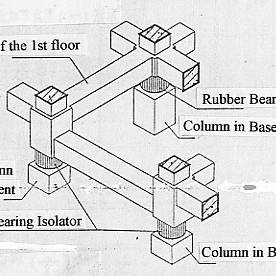 f the 1st floor
Rubber Bear
Column in Base
nn
ent
earing Isolator
Column in B